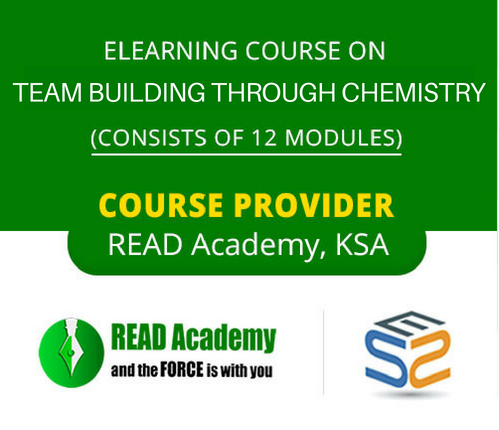 ELEARNING COURSE ON
TEAM BUILDING THROUGH CHEMISTRY
(CONSISTS OF 12 MODULES)
COURSE PROVIDER
READ Academy, KSA
READ Academy
and the FORCE is with you
SES